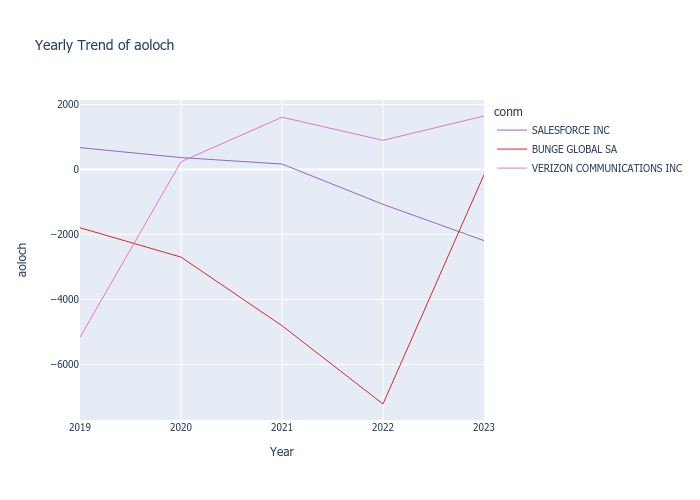 Yearly Trend of aoloch
conm
SALESFORCE INC
BUNGE GLOBAL SA
VERIZON COMMUNICATIONS INC
aoloch
2000
0
−2000
−4000
−6000
2019
2020
2021
2022
2023
Year